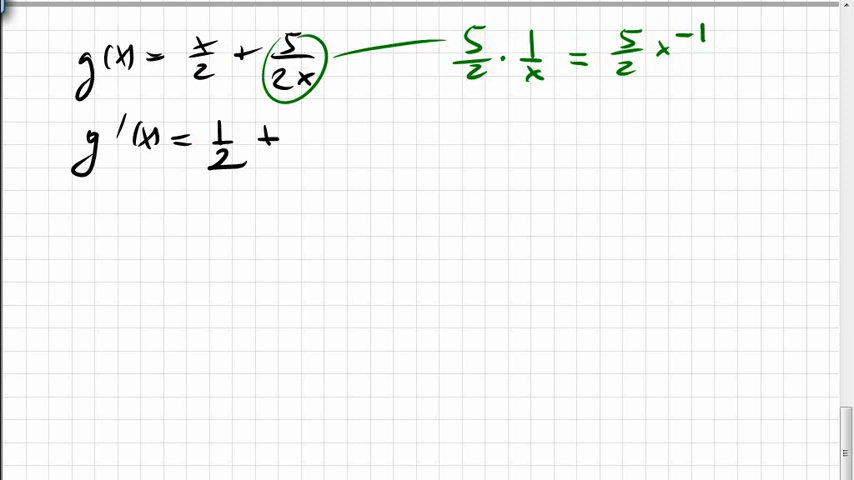 g(x) = x/2 + 5/2x — 5/2 · 1/x = 5/2 x⁻¹
g'(x) = 1/2 +